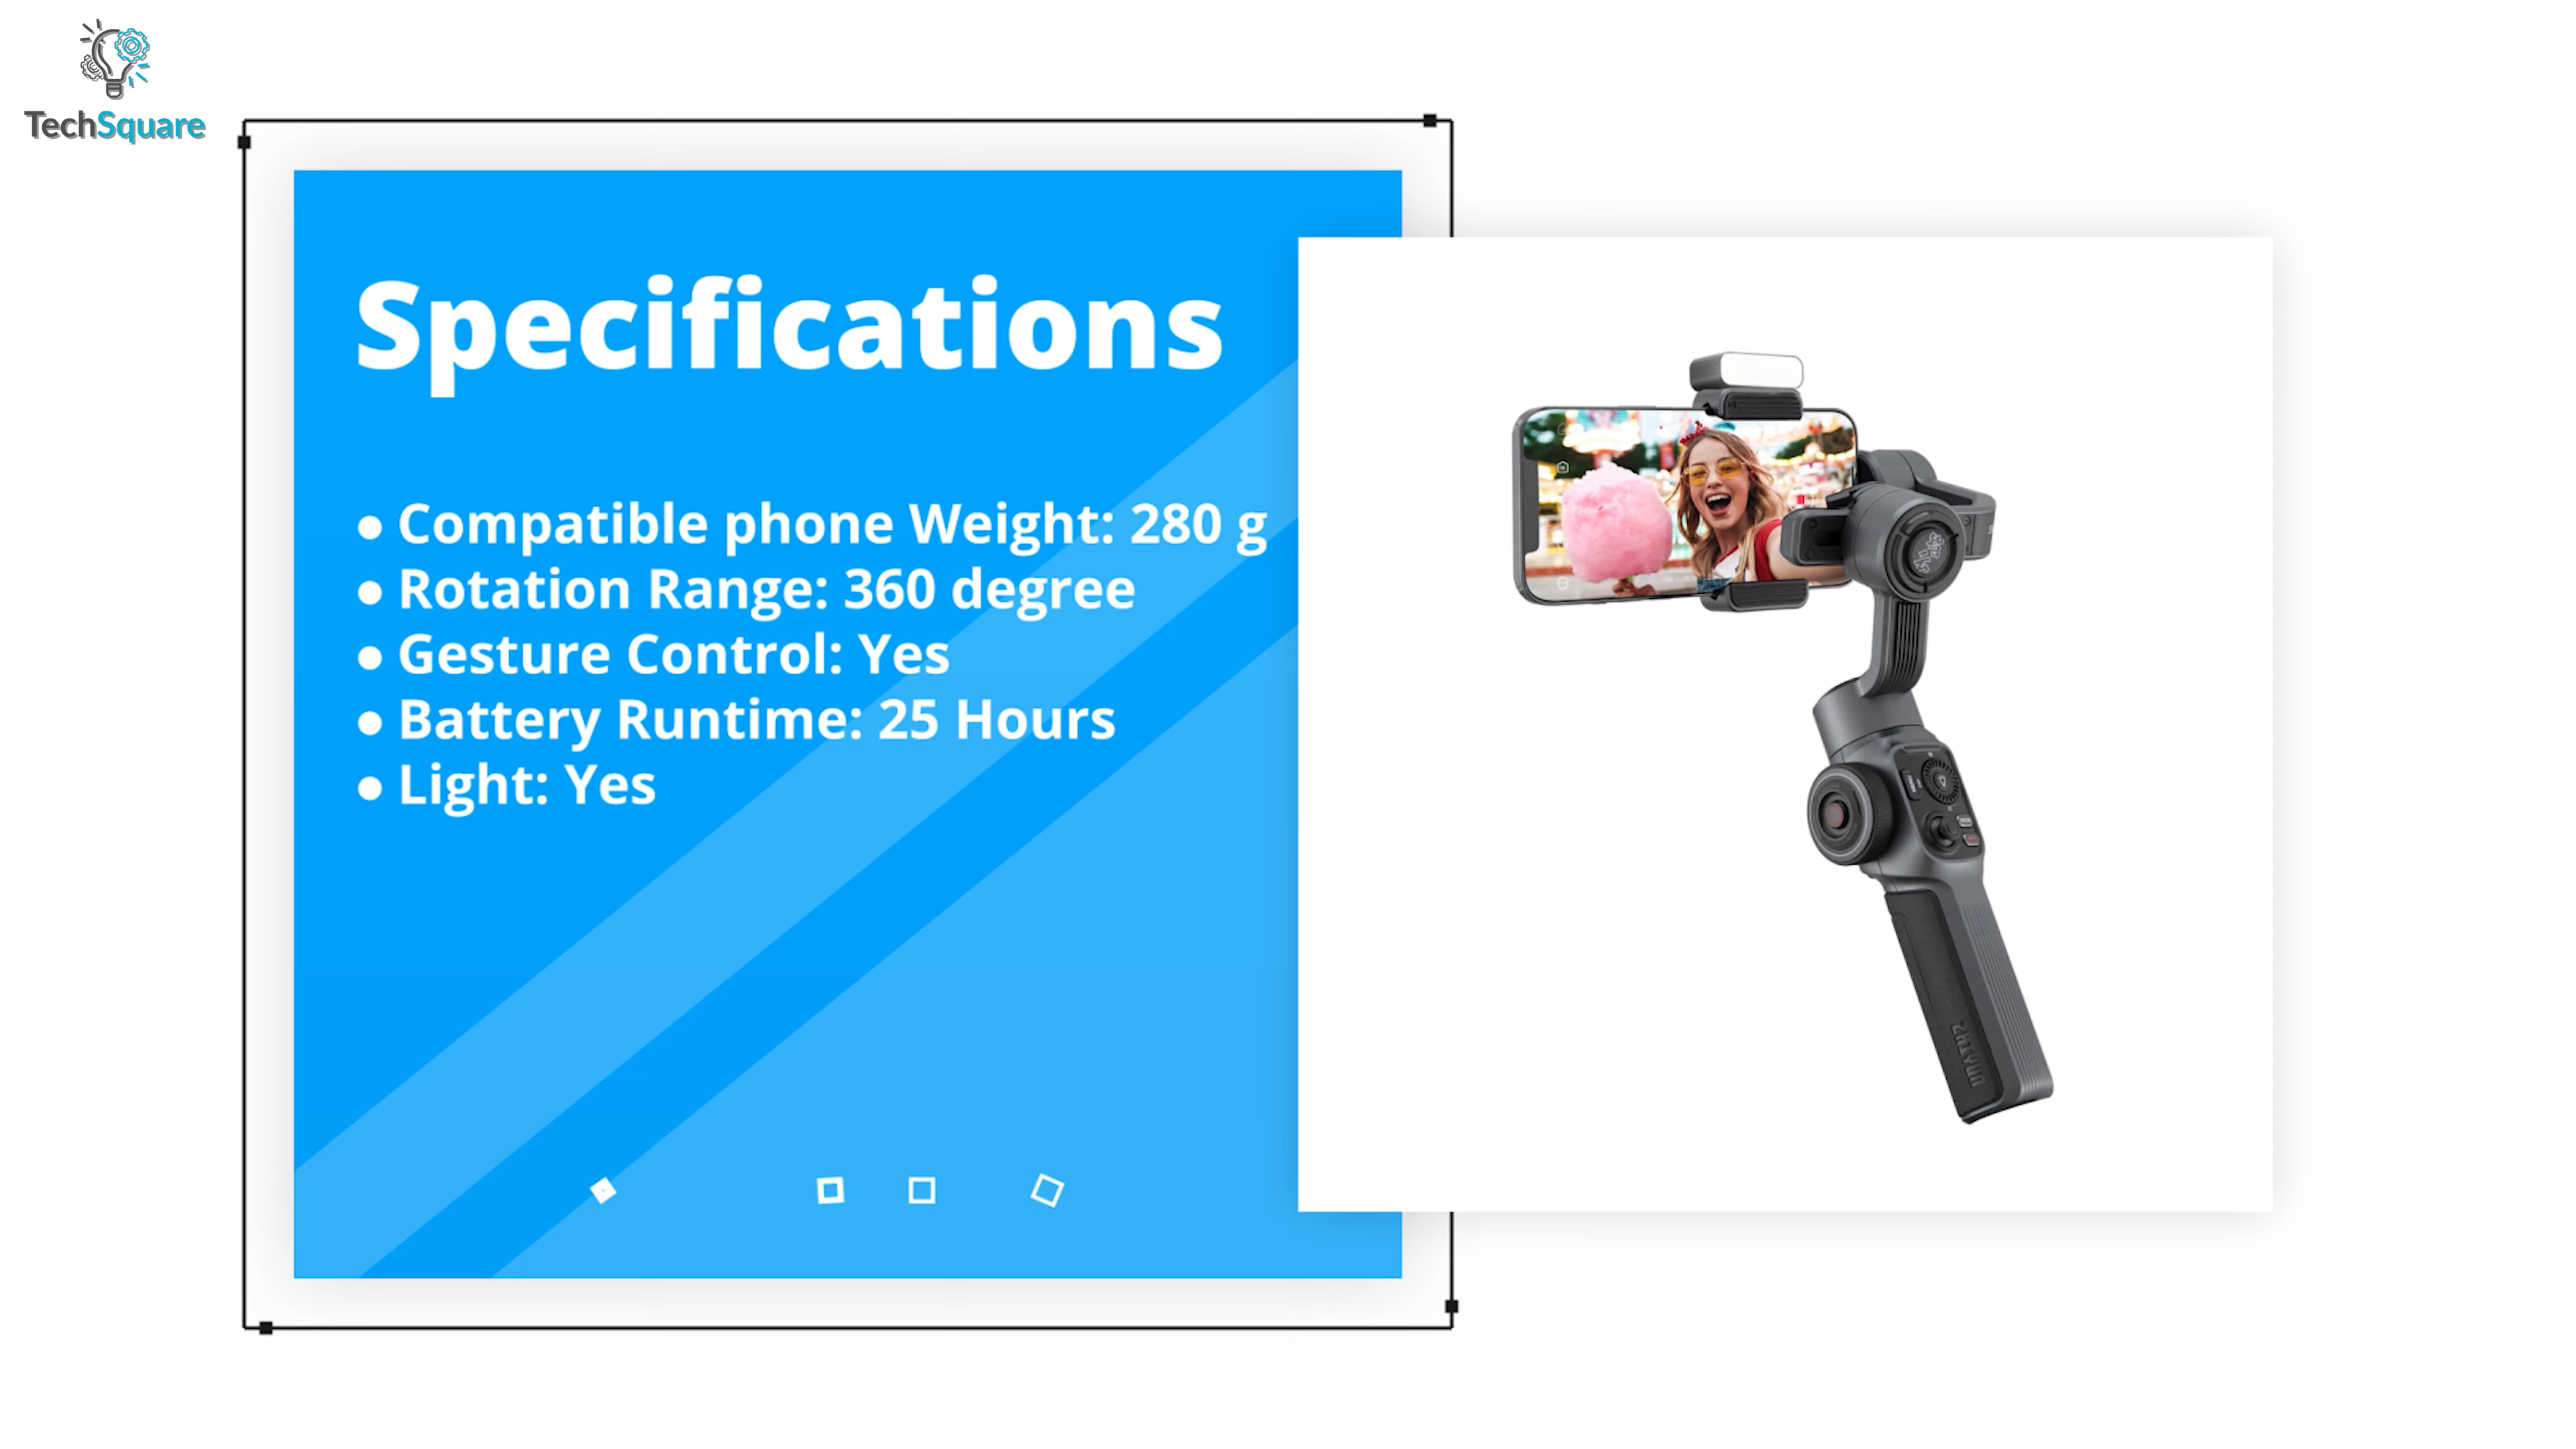 TechSquare
Specifications
● Compatible phone Weight: 280 g
● Rotation Range: 360 degree
● Gesture Control: Yes
● Battery Runtime: 25 Hours
● Light: Yes
ZHIYUN